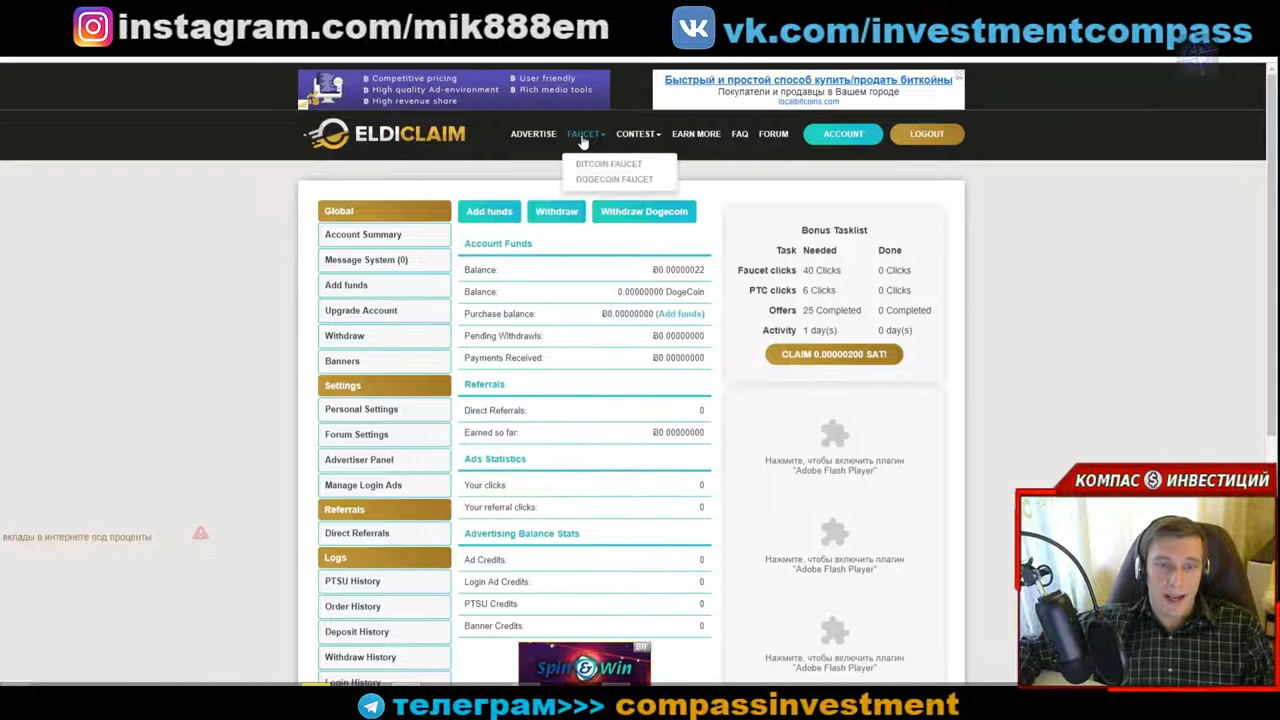 instagram.com/mik888em
vk.com/investmentcompass
Competitive pricing
High quality Ad-environment
High revenue share
User friendly
Rich media tools
Быстрый и простой способ купить/продать биткойны
Покупатели и продавцы в Вашем городе
localbitcoins.com
ELDICLAIM
ADVERTISE FAUCET CONTEST EARN MORE FAQ FORUM ACCOUNT LOGOUT
BITCOIN FAUCET
DOGECOIN FAUCET
Global
Account Summary
Message System (0)
Add funds
Upgrade Account
Withdraw
Banners
Settings
Personal Settings
Forum Settings
Advertiser Panel
Manage Login Ads
Referrals
Direct Referrals
Logs
PTSU History
Order History
Deposit History
Withdraw History
Login History
Add funds Withdraw Withdraw Dogecoin
Account Funds
Balance: Ƀ0.00000022
Balance: 0.00000000 DogeCoin
Purchase balance: Ƀ0.00000000 (Add funds)
Pending Withdrawls: Ƀ0.00000000
Payments Received: Ƀ0.00000000
Referrals
Direct Referrals: 0
Earned so far: Ƀ0.00000000
Ads Statistics
Your clicks: 0
Your referral clicks: 0
Advertising Balance Stats
Ad Credits: 0
Login Ad Credits: 0
PTSU Credits 0
Banner Credits: 0
Spin & Win
Bonus Tasklist
Task Needed Done
Faucet clicks 40 Clicks 0 Clicks
PTC clicks 6 Clicks 0 Clicks
Offers 25 Completed 0 Completed
Activity 1 day(s) 0 day(s)
CLAIM 0.00000200 SAT!
Нажмите, чтобы включить плагин
"Adobe Flash Player"
Нажмите, чтобы включить плагин
"Adobe Flash Player"
Нажмите, чтобы включить плагин
"Adobe Flash Player"
вклады в интернете под проценты
КОМПАС $ ИНВЕСТИЦИЙ
телеграм>>> compassinvestment